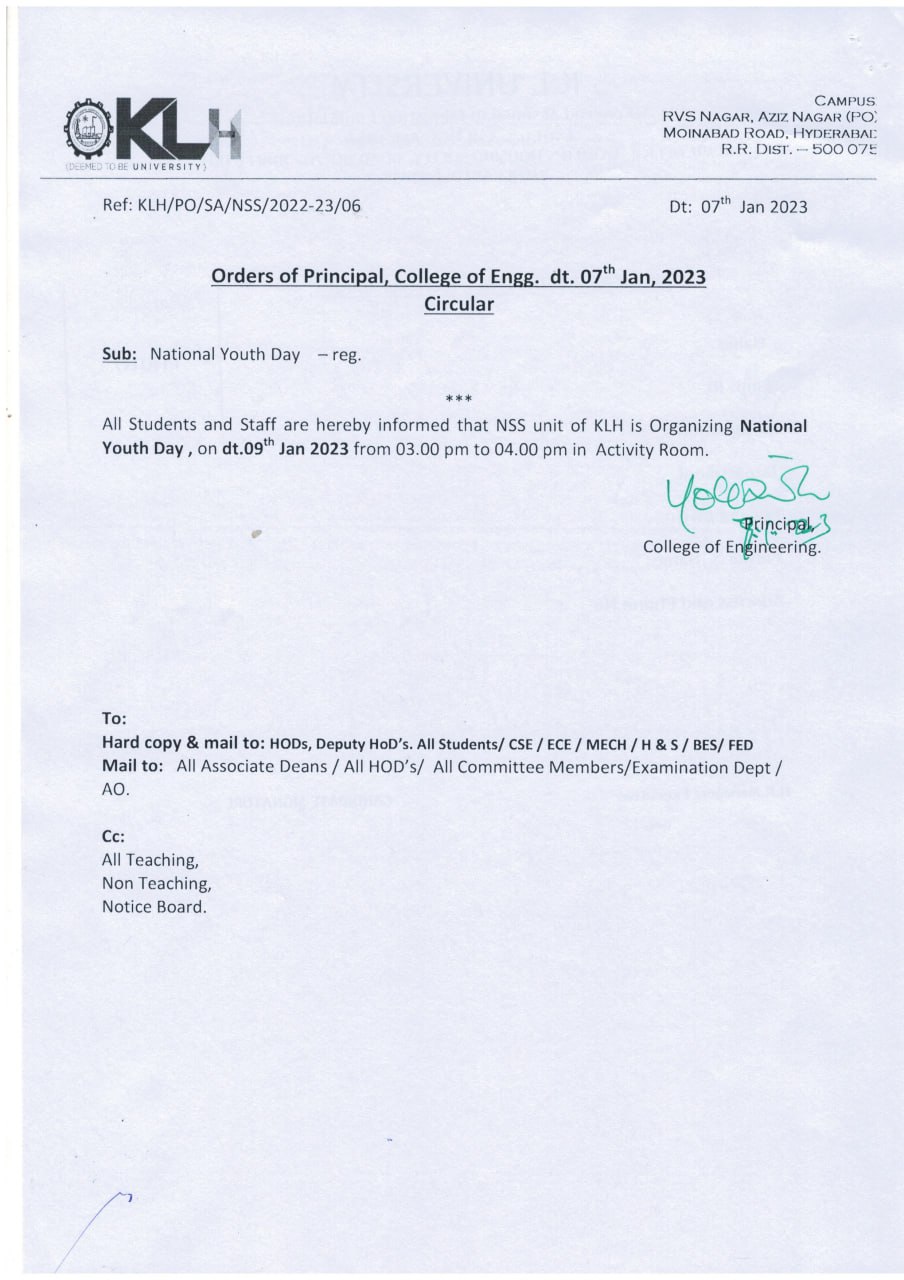 KLH
(DEEMED TO BE UNIVERSITY)
CAMPUS
RVS NAGAR, AZIZ NAGAR (PO)
MOINABAD ROAD, HYDERABAD
R.R. DIST. – 500 075
Ref: KLH/PO/SA/NSS/2022-23/06
Dt: 07th Jan 2023
Orders of Principal, College of Engg. dt. 07th Jan, 2023
Circular
Sub: National Youth Day – reg.
***
All Students and Staff are hereby informed that NSS unit of KLH is Organizing National
Youth Day , on dt.09th Jan 2023 from 03.00 pm to 04.00 pm in Activity Room.
Principal,
College of Engineering.
To:
Hard copy & mail to: HODs, Deputy HoD's. All Students/ CSE / ECE / MECH / H & S / BES/ FED
Mail to: All Associate Deans / All HOD's/ All Committee Members/Examination Dept /
AO.
Cc:
All Teaching,
Non Teaching,
Notice Board.